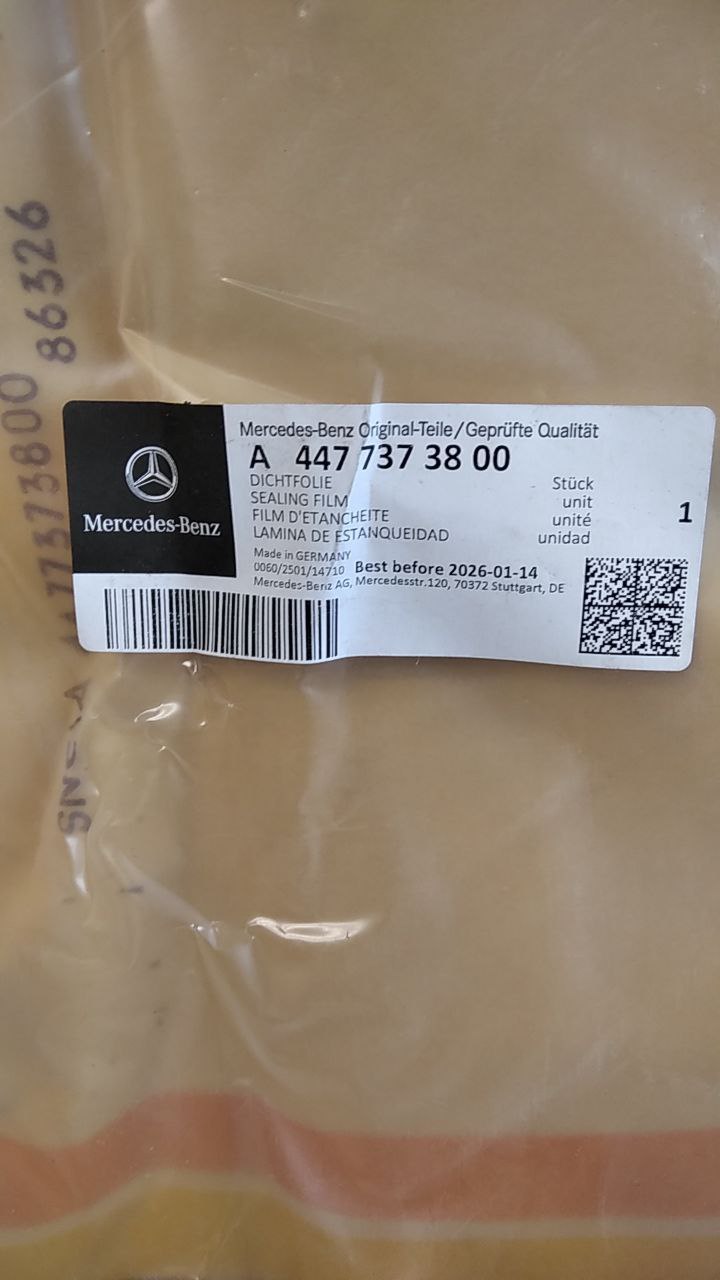 Mercedes-Benz Original-Teile/Geprüfte Qualität
A 447 737 38 00
DICHTFOLIE Stück
SEALING FILM unit
FILM D'ETANCHEITE unité
LAMINA DE ESTANQUEIDAD unidad
1
Mercedes-Benz
Made in GERMANY
0060/2501/14710 Best before 2026-01-14
Mercedes-Benz AG, Mercedesstr.120, 70372 Stuttgart, DE
86326